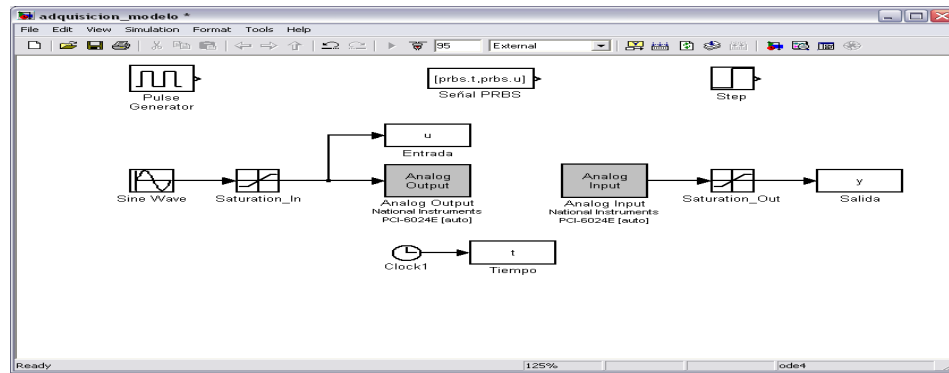 adquisicion_modelo *
File Edit View Simulation Format Tools Help
95 External
Pulse
Generator
[prbs.t,prbs.u]
Señal PRBS
Step
u
Entrada
Sine Wave
Saturation_In
Analog
Output
Analog Output
National Instruments
PCI-6024E [auto]
Analog
Input
Analog Input
National Instruments
PCI-6024E [auto]
Saturation_Out
y
Salida
Clock1
t
Tiempo
Ready 125% ode4